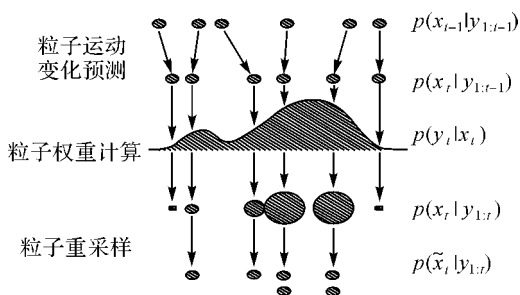 p(x_{t-1}|y_{1:t-1})
粒子运动
变化预测
p(x_t|y_{1:t-1})
p(y_t|x_t)
粒子权重计算
p(x_t|y_{1:t})
粒子重采样
p(x̃_t|y_{1:t})